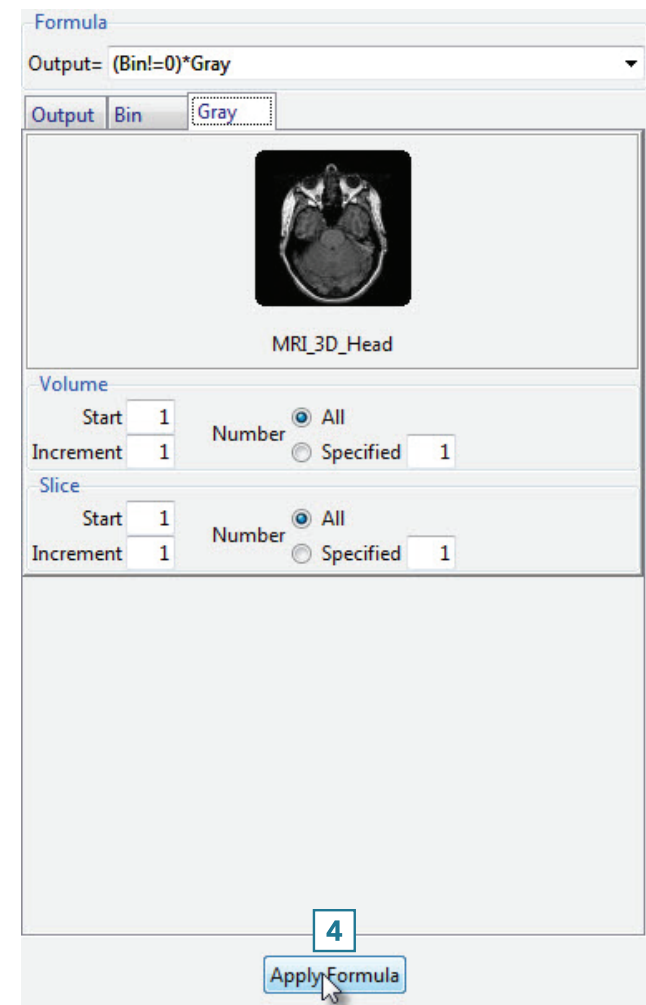 Formula
Output= (Bin!=0)*Gray
Output Bin Gray
MRI_3D_Head
Volume
Start 1 Number All
Increment 1 Specified 1
Slice
Start 1 Number All
Increment 1 Specified 1
4
Apply Formula